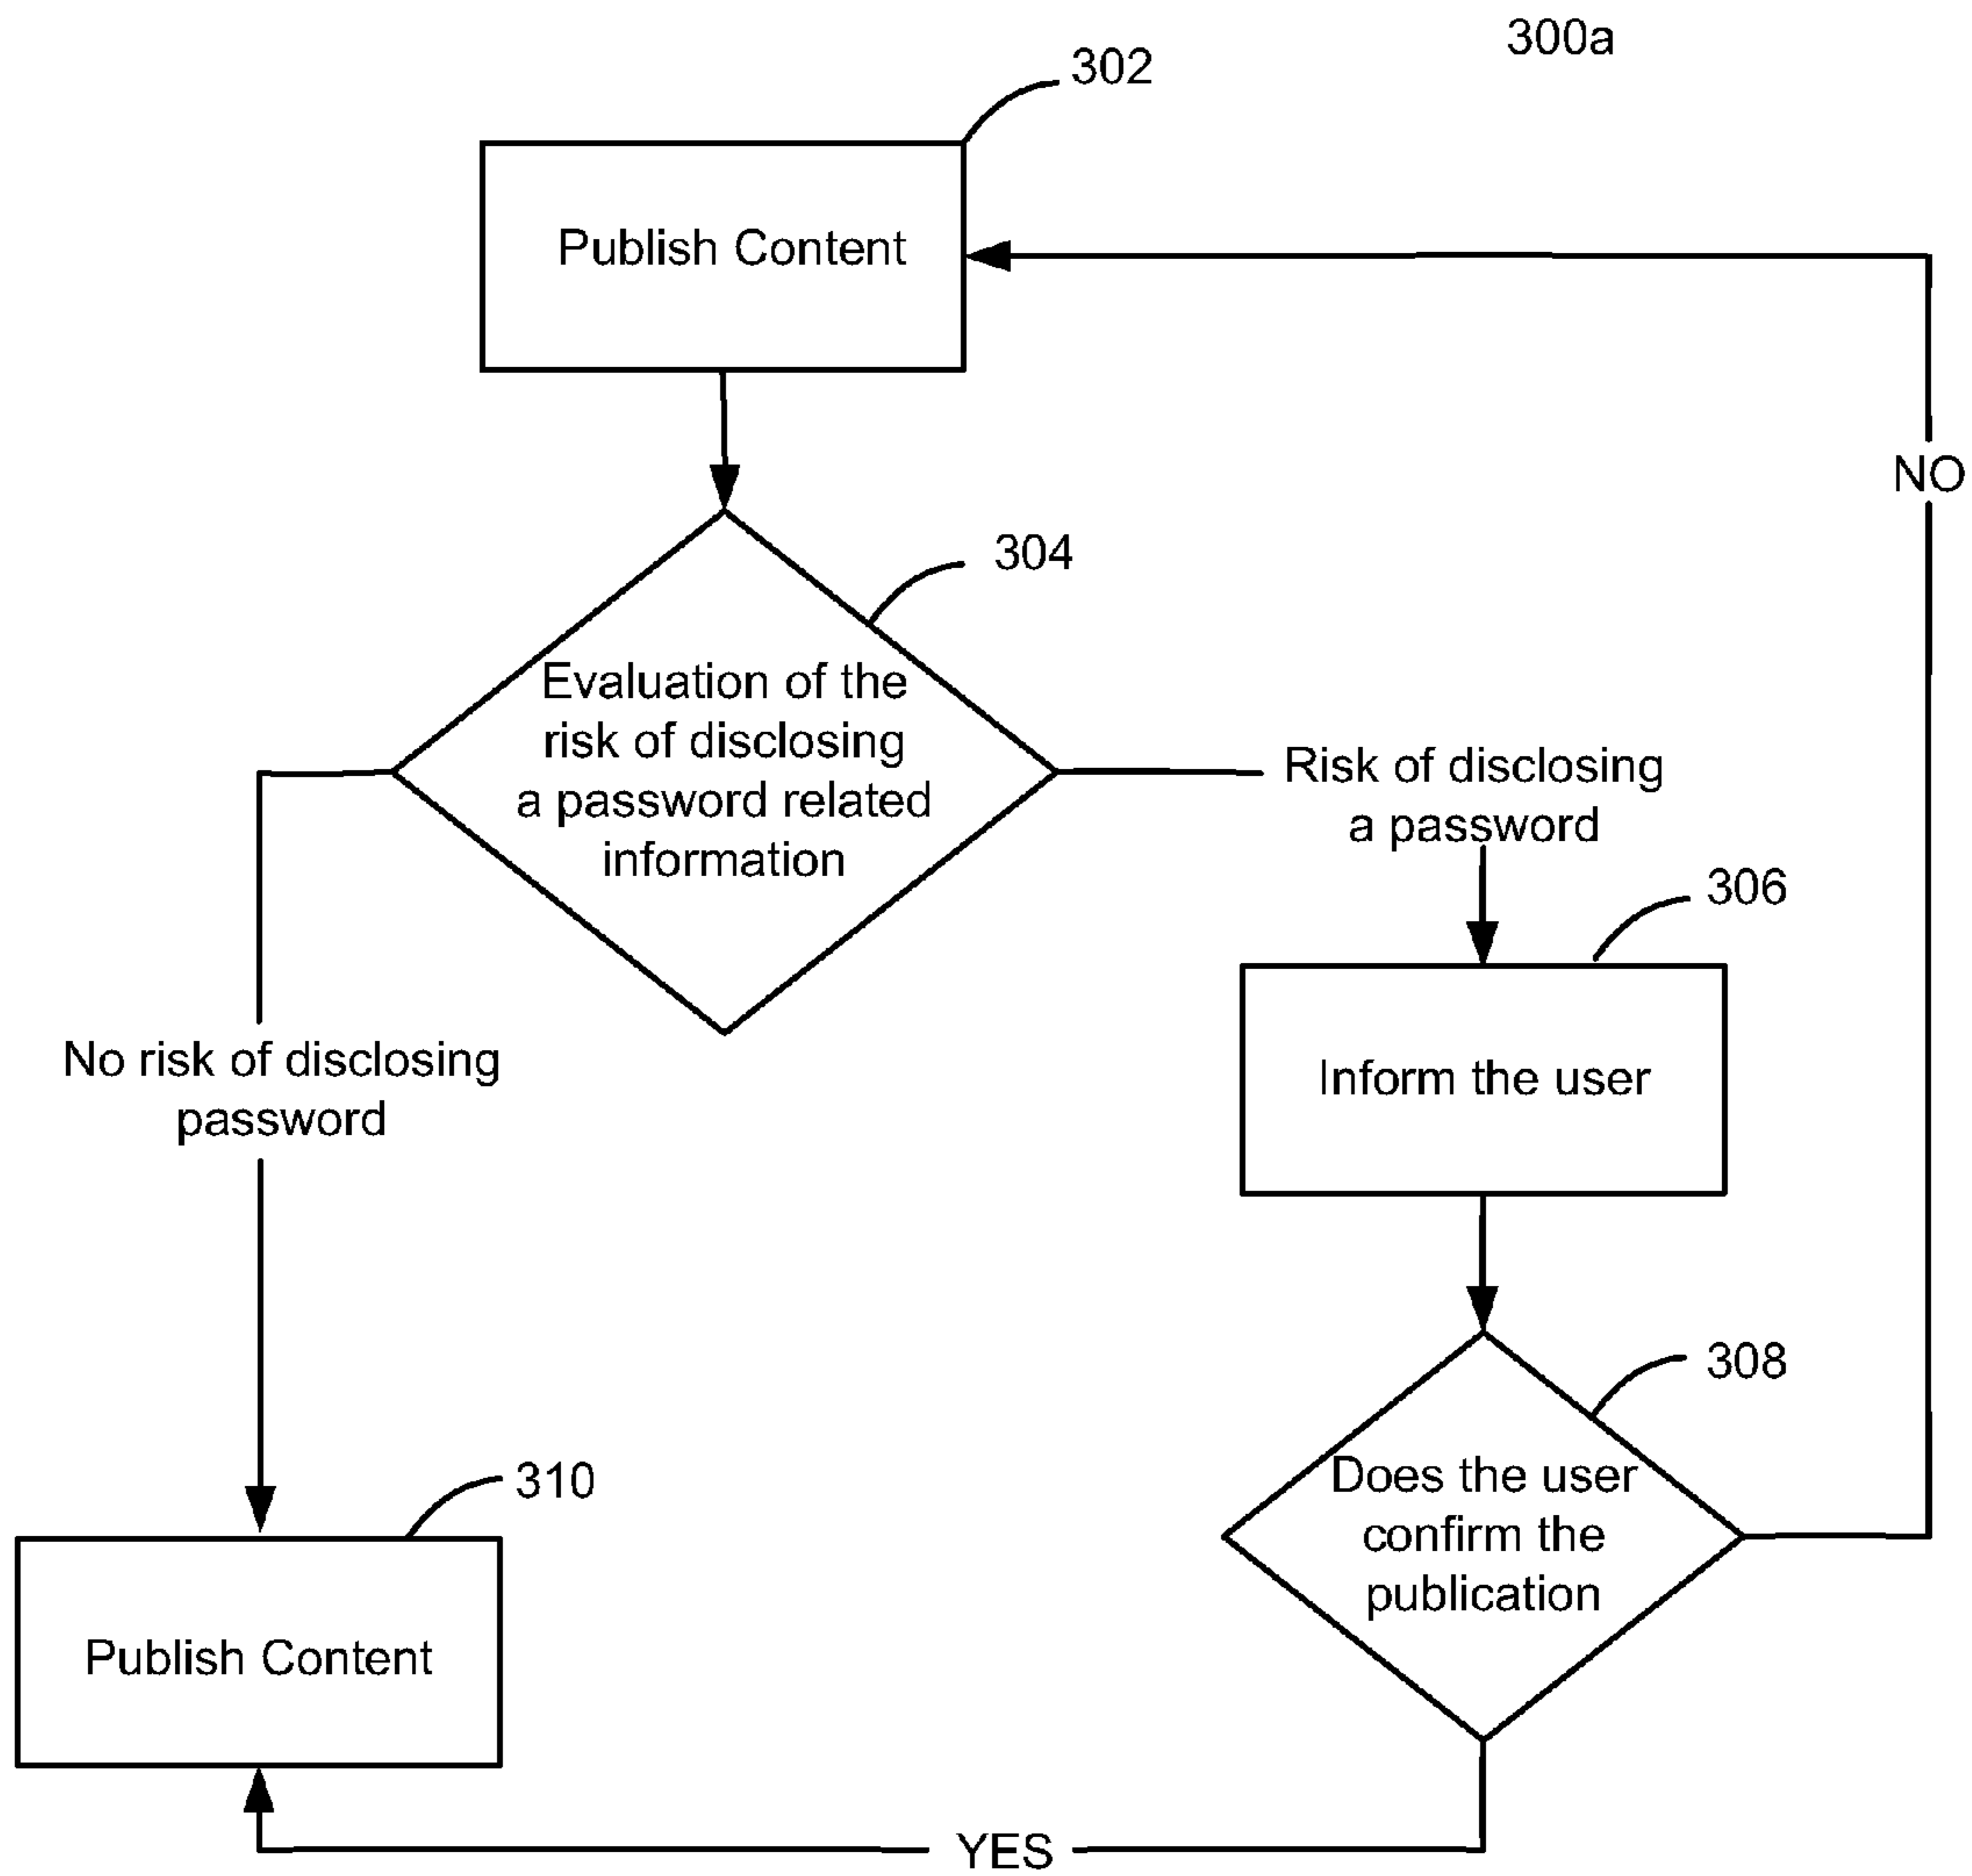 300a
302
Publish Content
NO
304
Evaluation of the
risk of disclosing
a password related
information
Risk of disclosing
a password
306
Inform the user
No risk of disclosing
password
308
Does the user
confirm the
publication
310
Publish Content
YES